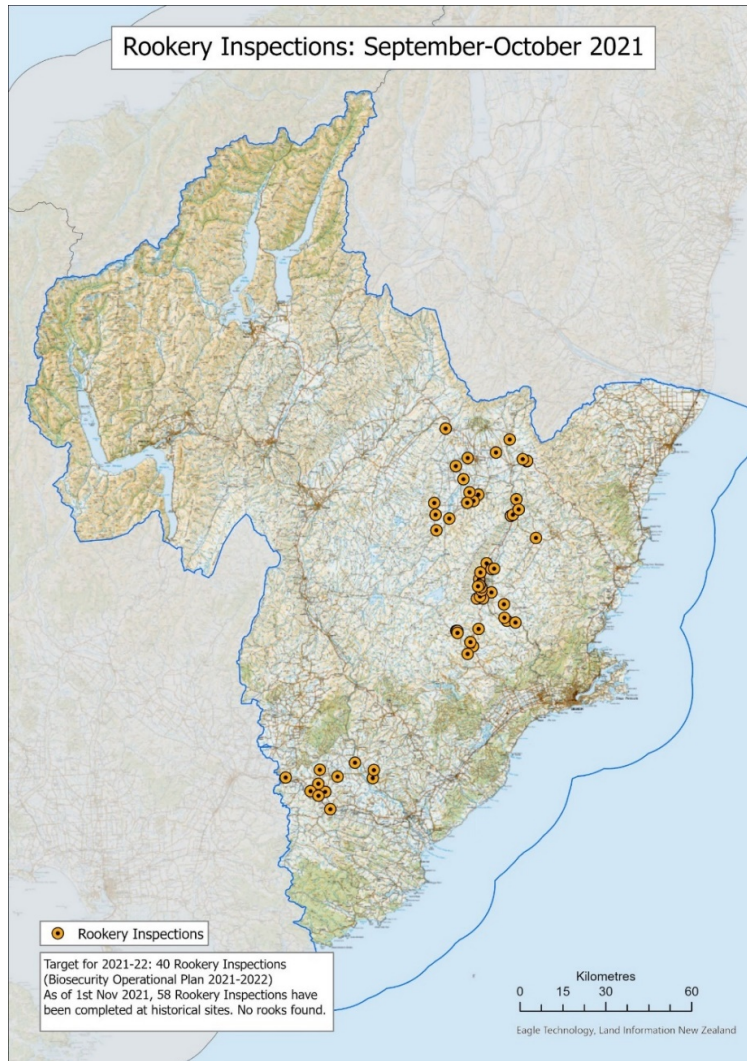 Rookery Inspections: September-October 2021
Rookery Inspections
Target for 2021-22: 40 Rookery Inspections
(Biosecurity Operational Plan 2021-2022)
As of 1st Nov 2021, 58 Rookery Inspections have
been completed at historical sites. No rooks found.
Kilometres
0 15 30 45 60
Eagle Technology, Land Information New Zealand